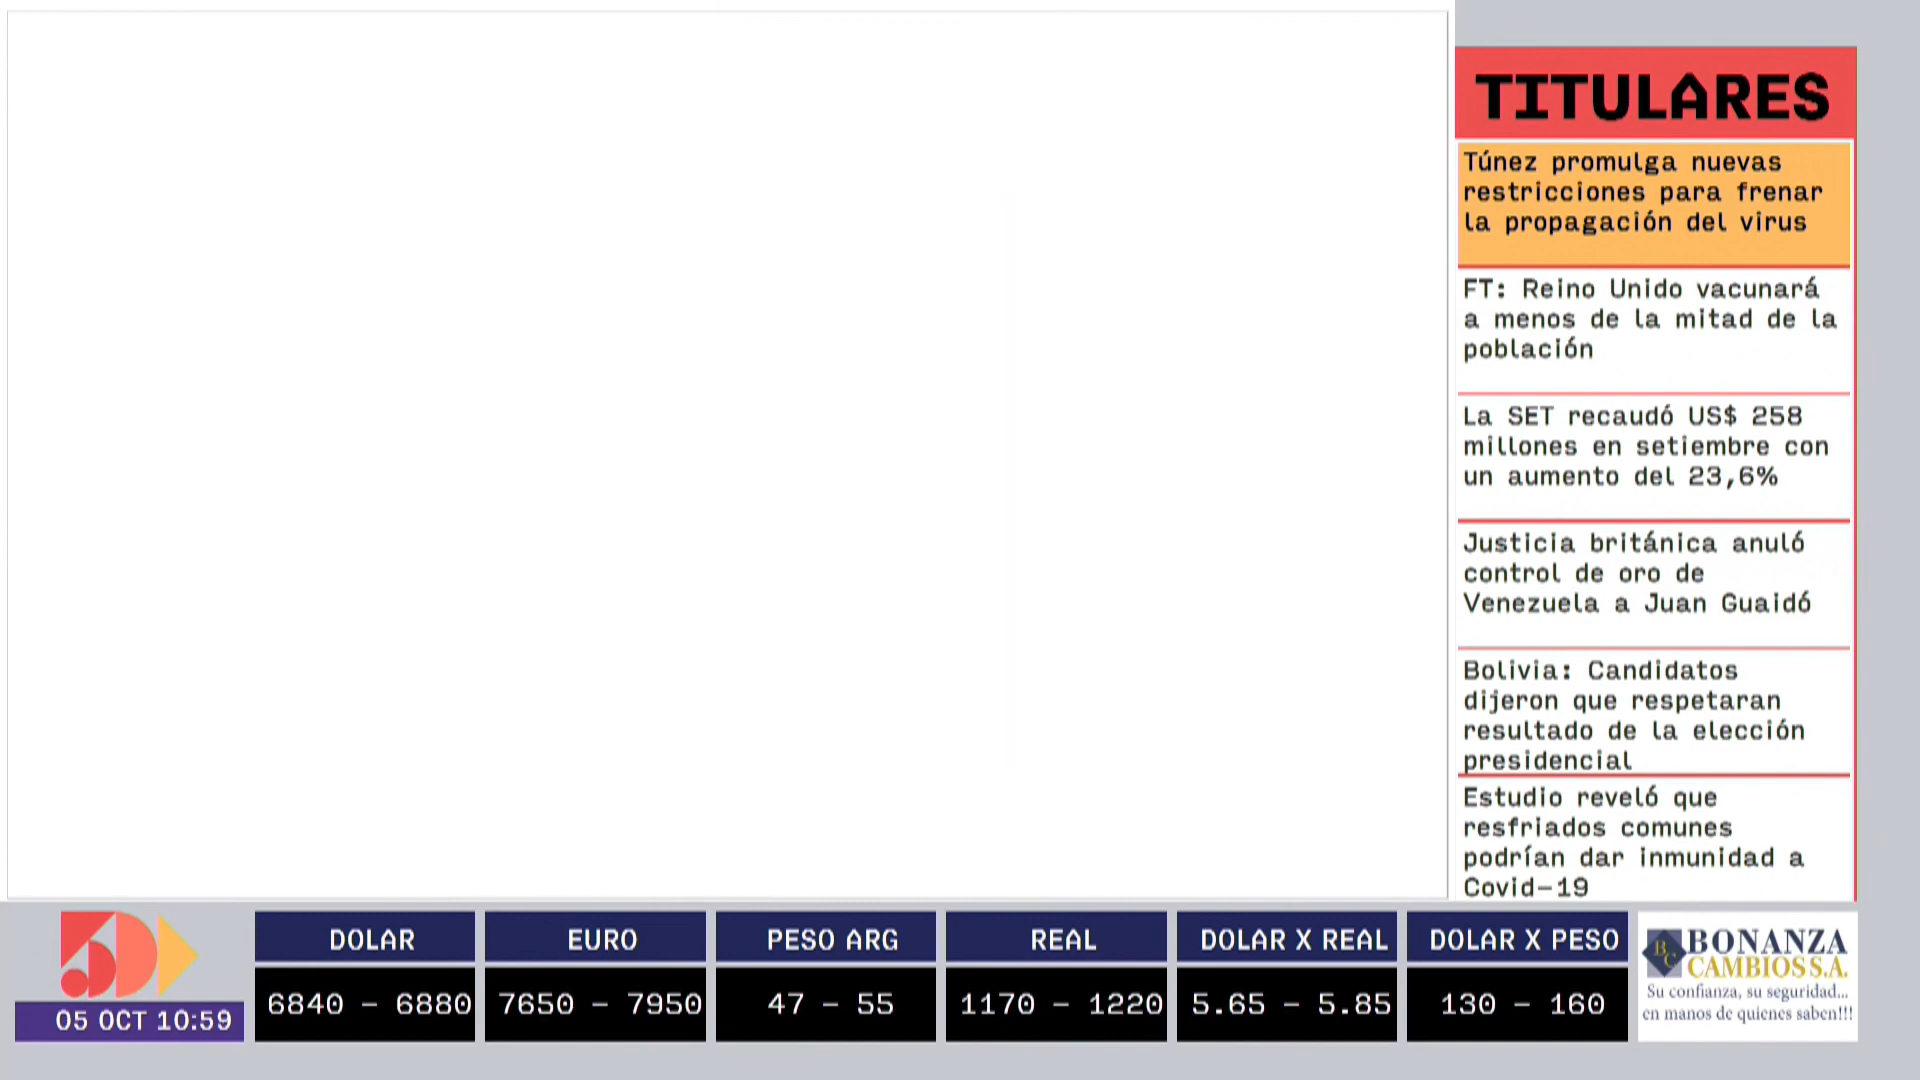 TITULARES
Túnez promulga nuevas
restricciones para frenar
la propagación del virus
FT: Reino Unido vacunará
a menos de la mitad de la
población
La SET recaudó US$ 258
millones en setiembre con
un aumento del 23,6%
Justicia británica anuló
control de oro de
Venezuela a Juan Guaidó
Bolivia: Candidatos
dijeron que respetaran
resultado de la elección
presidencial
Estudio reveló que
resfriados comunes
podrían dar inmunidad a
Covid-19
5D
05 OCT 10:59
DOLAR
6840 - 6880
EURO
7650 - 7950
PESO ARG
47 - 55
REAL
1170 - 1220
DOLAR X REAL
5.65 - 5.85
DOLAR X PESO
130 - 160
BC
BONANZA
CAMBIOS S.A.
Su confianza, su seguridad...
en manos de quienes saben!!!